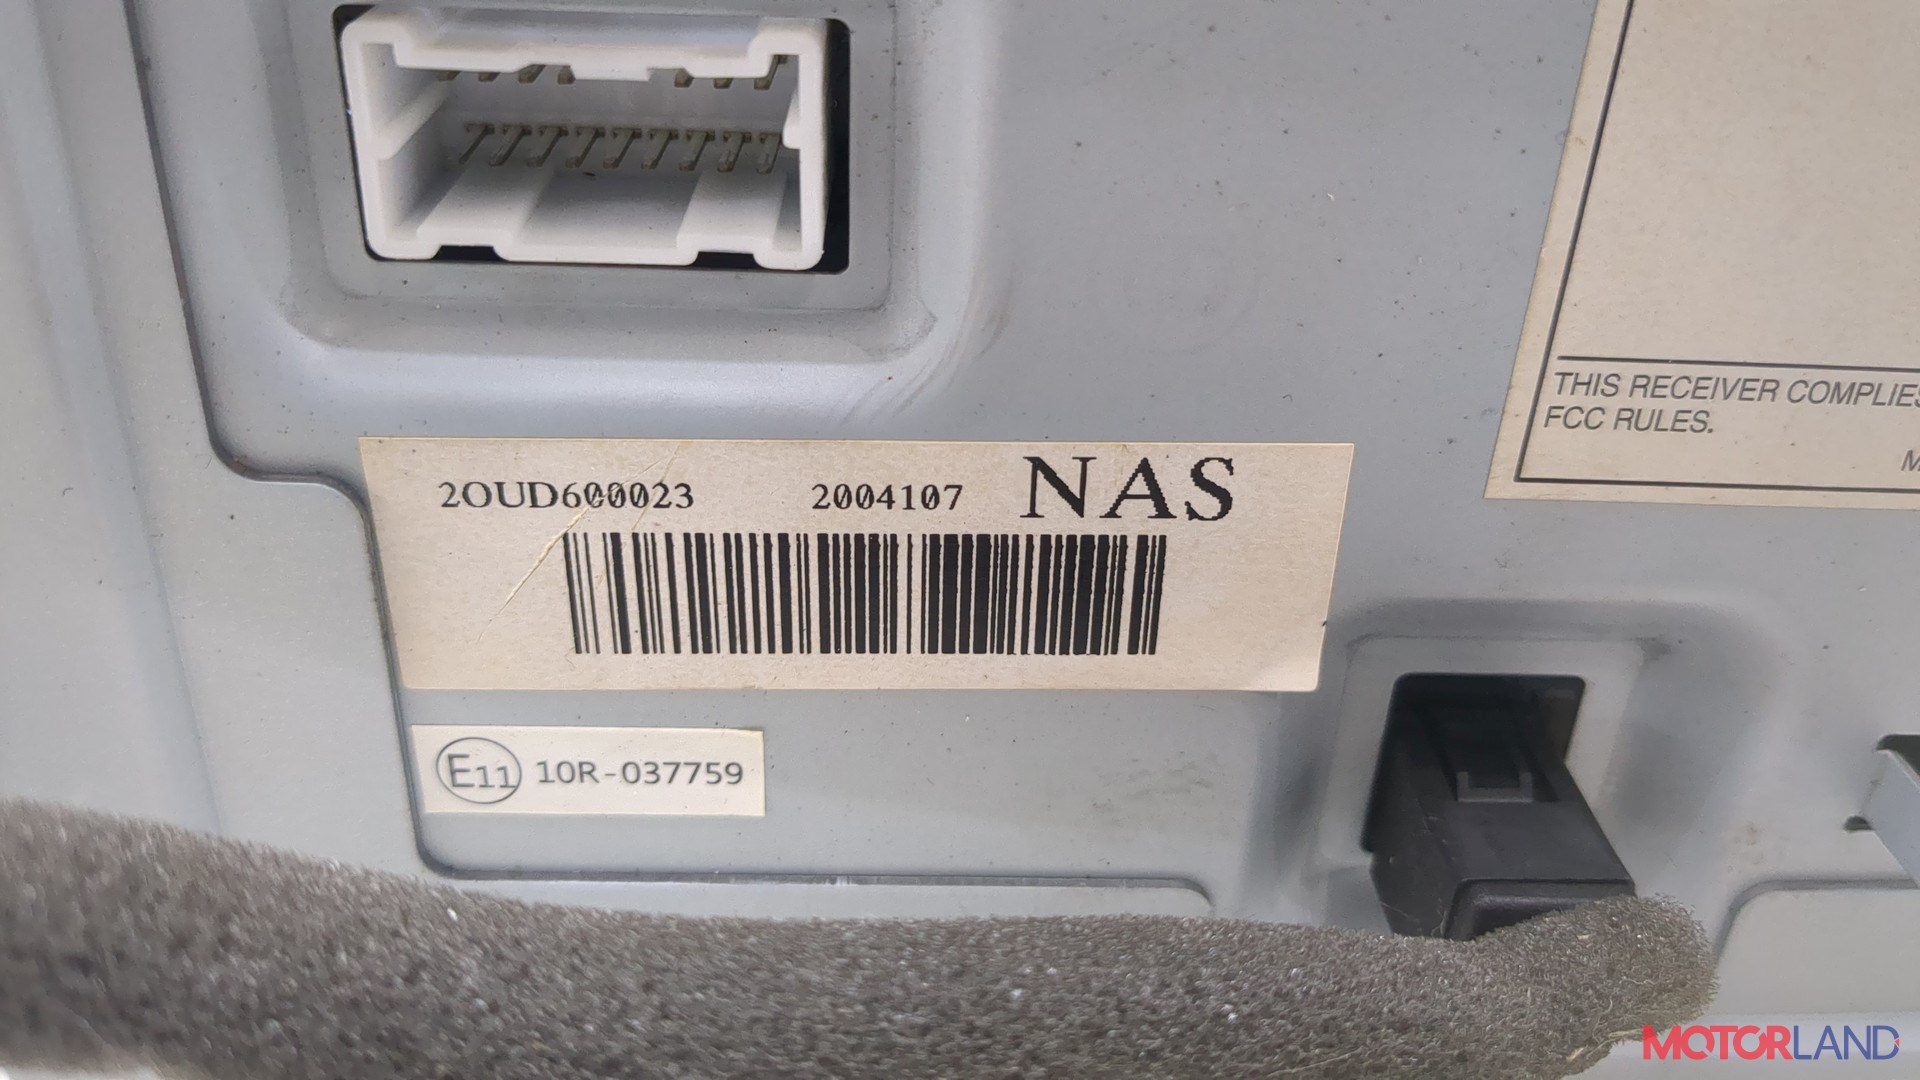 THIS RECEIVER COMPLIES
FCC RULES.
2OUD600023 2004107 NAS
E11 10R-037759
MOTORLAND